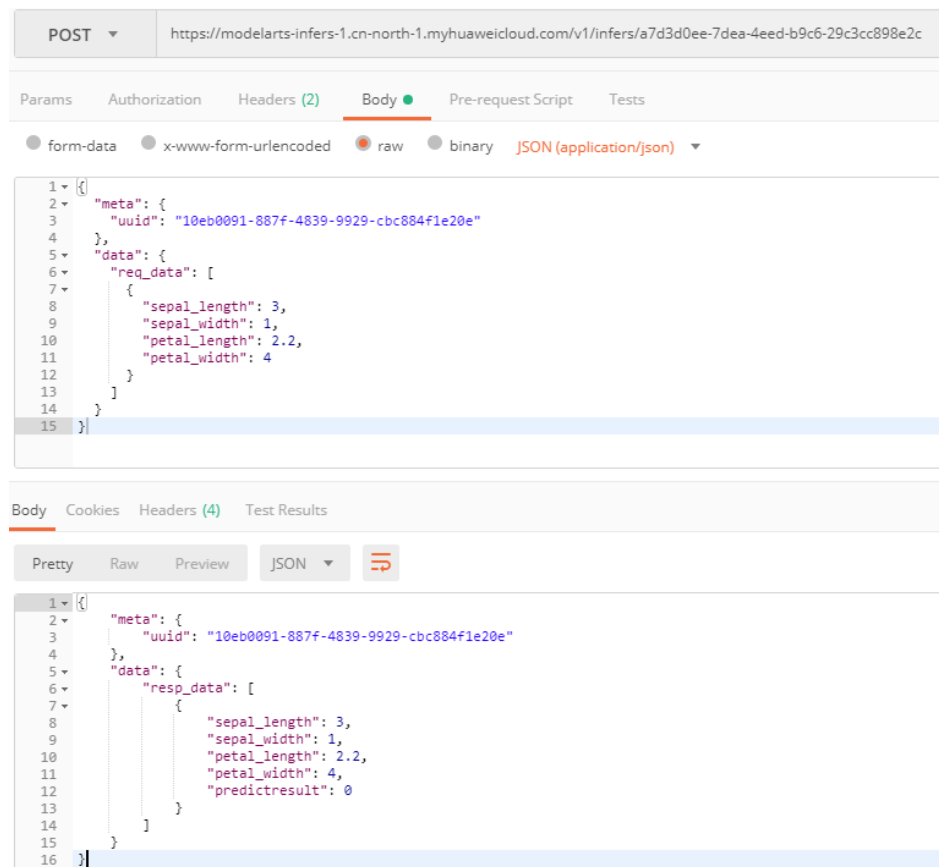 POST https://modelarts-infers-1.cn-north-1.myhuaweicloud.com/v1/infers/a7d3d0ee-7dea-4eed-b9c6-29c3cc898e2c
Params Authorization Headers (2) Body Pre-request Script Tests
form-data x-www-form-urlencoded raw binary JSON (application/json)
1 {
2 "meta": {
3 "uuid": "10eb0091-887f-4839-9929-cbc884f1e20e"
4 },
5 "data": {
6 "req_data": [
7 {
8 "sepal_length": 3,
9 "sepal_width": 1,
10 "petal_length": 2.2,
11 "petal_width": 4
12 }
13 ]
14 }
15 }
Body Cookies Headers (4) Test Results
Pretty Raw Preview JSON
1 {
2 "meta": {
3 "uuid": "10eb0091-887f-4839-9929-cbc884f1e20e"
4 },
5 "data": {
6 "resp_data": [
7 {
8 "sepal_length": 3,
9 "sepal_width": 1,
10 "petal_length": 2.2,
11 "petal_width": 4,
12 "predictresult": 0
13 }
14 ]
15 }
16 }